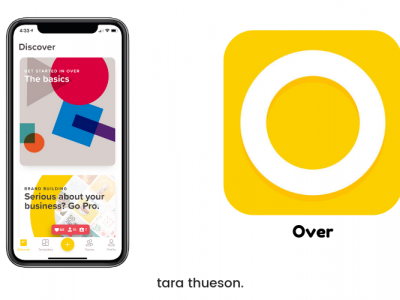 4:33
Discover
GET STARTED IN OVER
The basics
BRAND BUILDING
Serious about your
business? Go Pro.
Over
tara thueson.